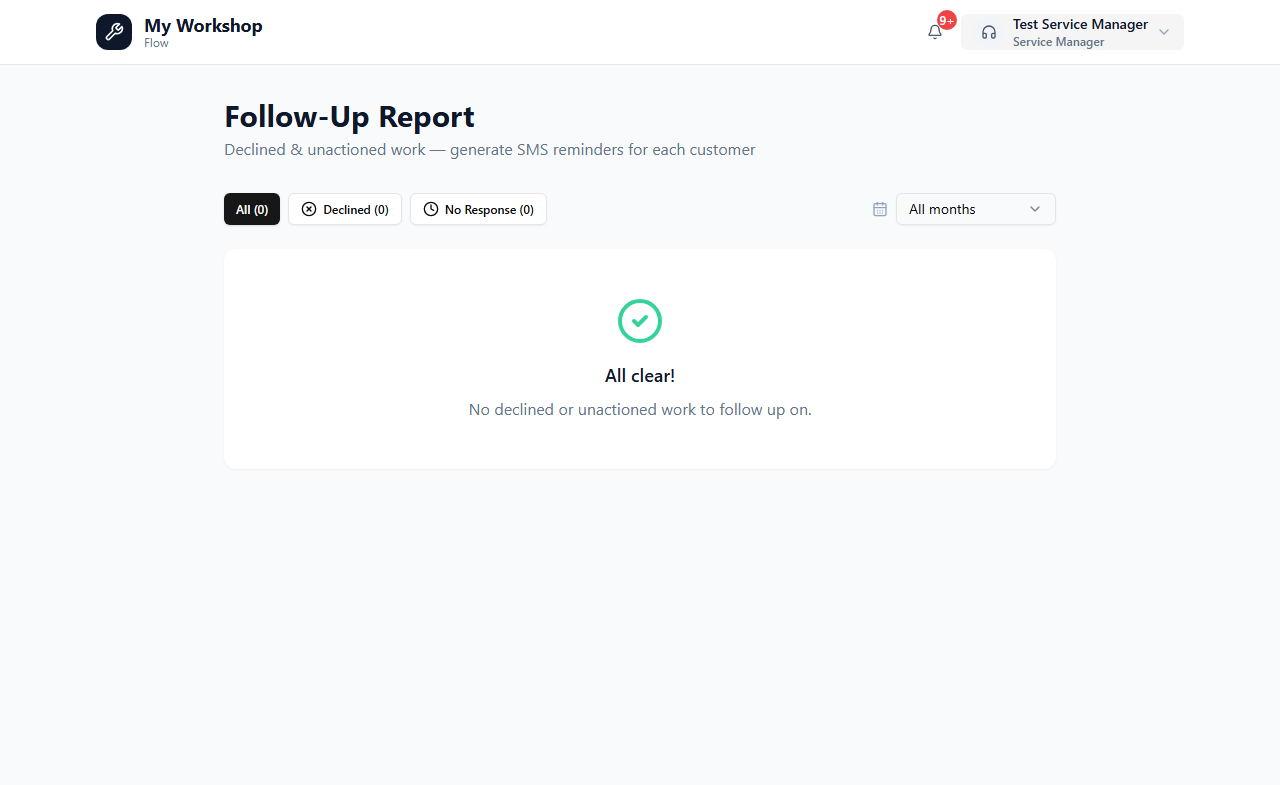 My Workshop
Flow
9+
Test Service Manager
Service Manager
Follow-Up Report
Declined & unactioned work — generate SMS reminders for each customer
All (0)
Declined (0)
No Response (0)
All months
All clear!
No declined or unactioned work to follow up on.